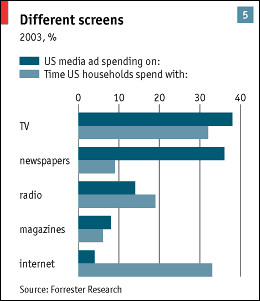 Different screens
5
2003, %
US media ad spending on:
Time US households spend with:
0 10 20 30 40
TV
newspapers
radio
magazines
internet
Source: Forrester Research